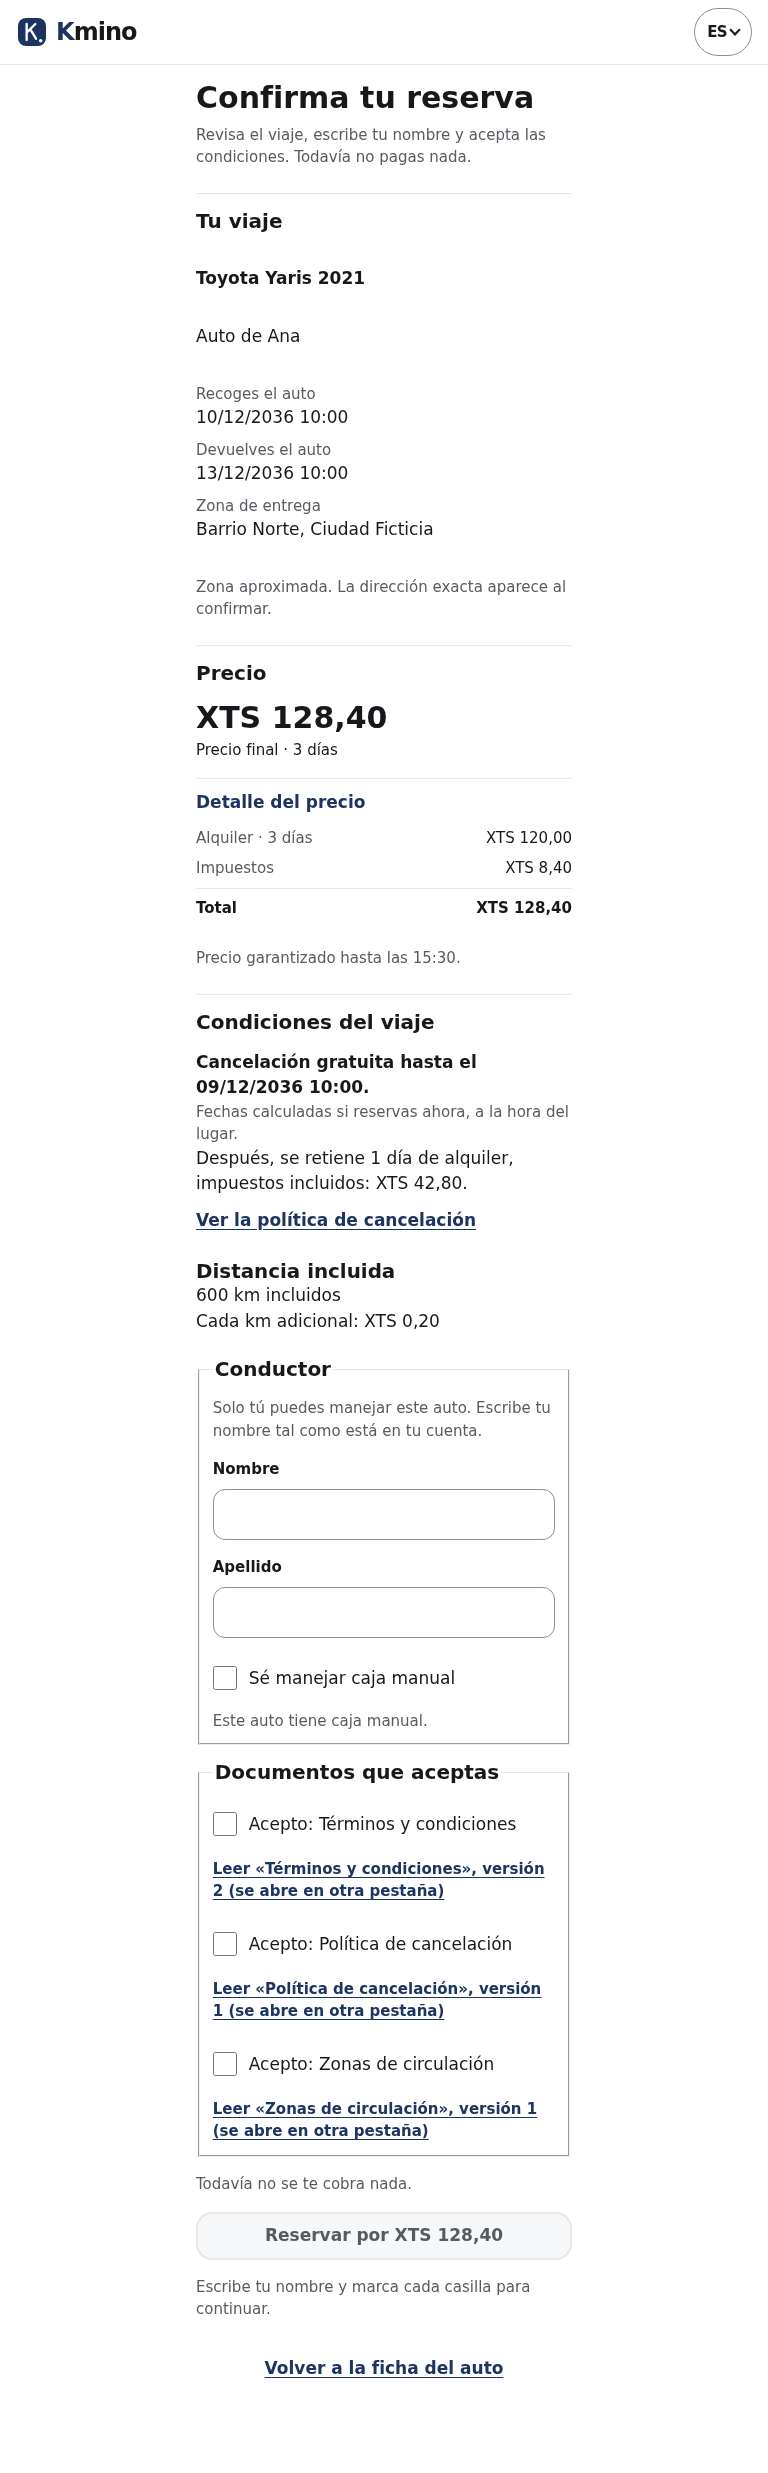 K. Kmino
ES
Confirma tu reserva
Revisa el viaje, escribe tu nombre y acepta las
condiciones. Todavía no pagas nada.
Tu viaje
Toyota Yaris 2021
Auto de Ana
Recoges el auto
10/12/2036 10:00
Devuelves el auto
13/12/2036 10:00
Zona de entrega
Barrio Norte, Ciudad Ficticia
Zona aproximada. La dirección exacta aparece al
confirmar.
Precio
XTS 128,40
Precio final · 3 días
Detalle del precio
Alquiler · 3 días XTS 120,00
Impuestos XTS 8,40
Total XTS 128,40
Precio garantizado hasta las 15:30.
Condiciones del viaje
Cancelación gratuita hasta el
09/12/2036 10:00.
Fechas calculadas si reservas ahora, a la hora del
lugar.
Después, se retiene 1 día de alquiler,
impuestos incluidos: XTS 42,80.
Ver la política de cancelación
Distancia incluida
600 km incluidos
Cada km adicional: XTS 0,20
Conductor
Solo tú puedes manejar este auto. Escribe tu
nombre tal como está en tu cuenta.
Nombre
Apellido
Sé manejar caja manual
Este auto tiene caja manual.
Documentos que aceptas
Acepto: Términos y condiciones
Leer «Términos y condiciones», versión
2 (se abre en otra pestaña)
Acepto: Política de cancelación
Leer «Política de cancelación», versión
1 (se abre en otra pestaña)
Acepto: Zonas de circulación
Leer «Zonas de circulación», versión 1
(se abre en otra pestaña)
Todavía no se te cobra nada.
Reservar por XTS 128,40
Escribe tu nombre y marca cada casilla para
continuar.
Volver a la ficha del auto